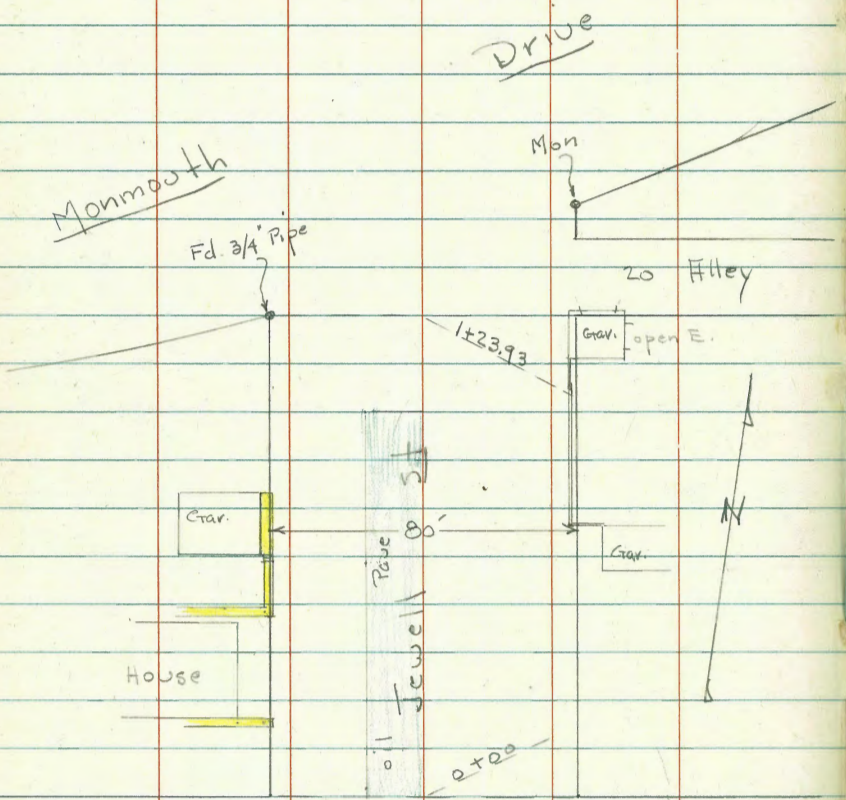 Drive
Mon
Monmouth
Fd. 3/4" Pipe
20 Alley
1+23.93
Gar.
open E.
Jewell St
N
Gar.
80'
oil Pave
Gar.
House
0+00